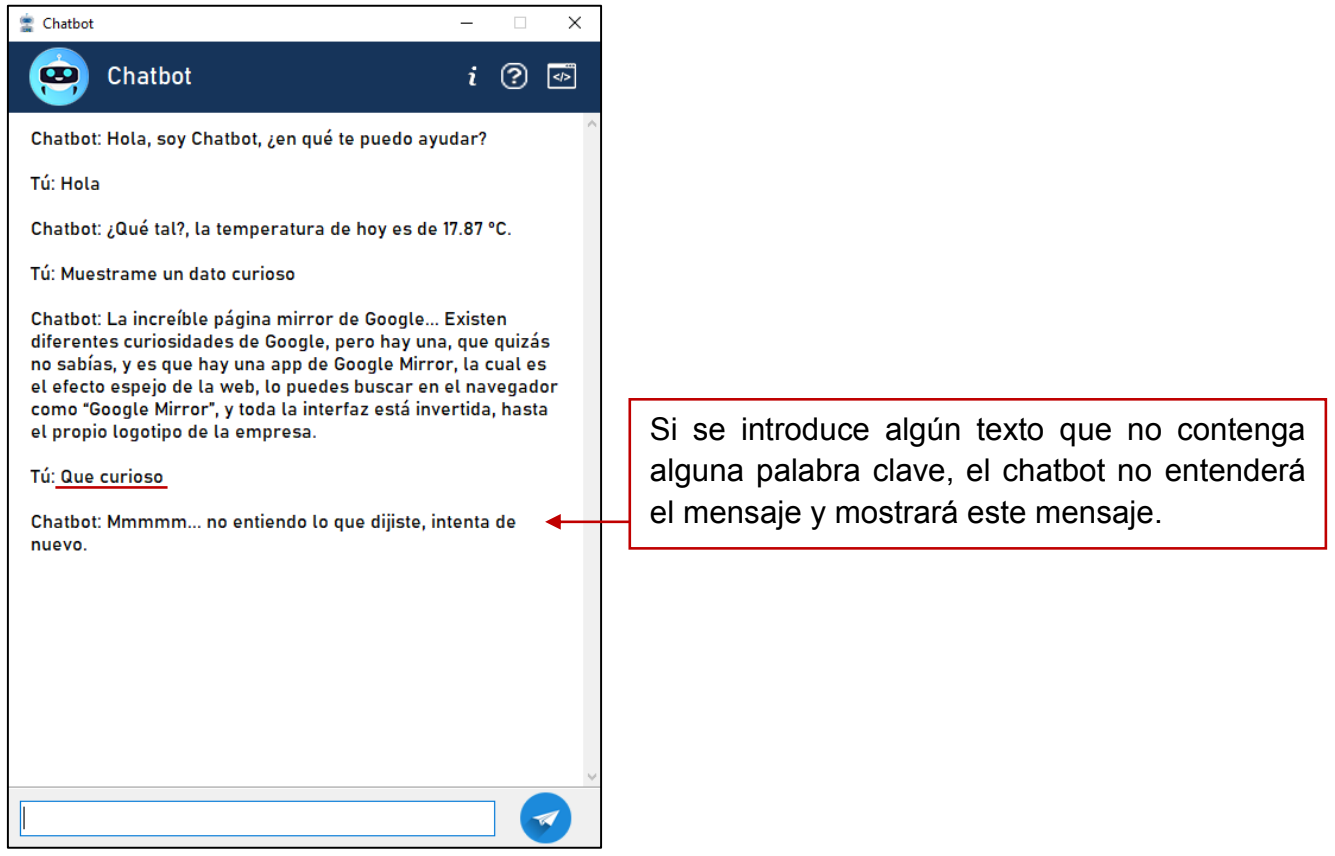 Chatbot
Chatbot
i ? </>
Chatbot: Hola, soy Chatbot, ¿en qué te puedo ayudar?
Tú: Hola
Chatbot: ¿Qué tal?, la temperatura de hoy es de 17.87 °C.
Tú: Muestrame un dato curioso
Chatbot: La increíble página mirror de Google... Existen
diferentes curiosidades de Google, pero hay una, que quizás
no sabías, y es que hay una app de Google Mirror, la cual es
el efecto espejo de la web, lo puedes buscar en el navegador
como “Google Mirror”, y toda la interfaz está invertida, hasta
el propio logotipo de la empresa.
Tú: Que curioso
Chatbot: Mmmmm... no entiendo lo que dijiste, intenta de
nuevo.
Si se introduce algún texto que no contenga
alguna palabra clave, el chatbot no entenderá
el mensaje y mostrará este mensaje.